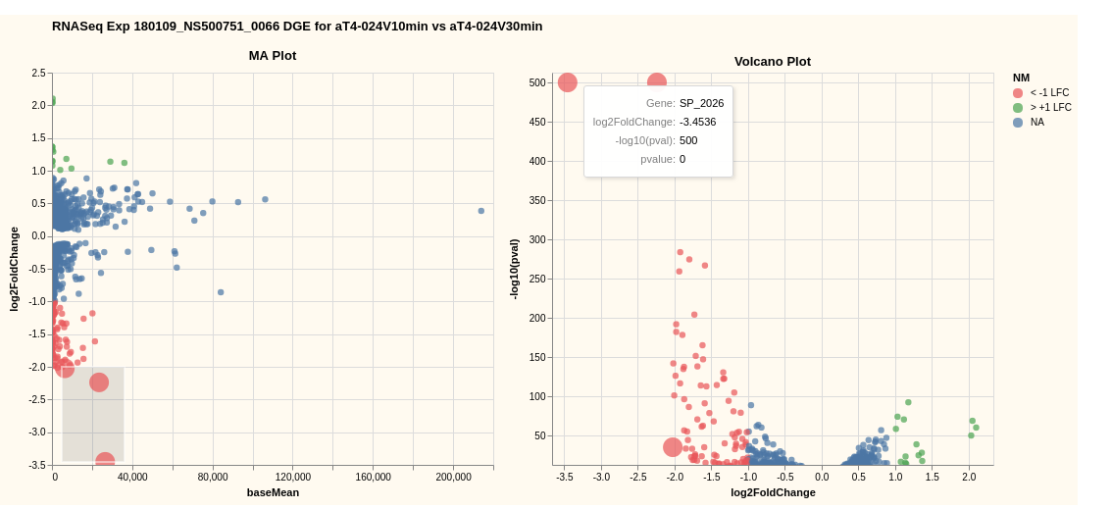 RNASeq Exp 180109_NS500751_0066 DGE for aT4-024V10min vs aT4-024V30min
MA Plot
2.5
2.0
1.5
1.0
0.5
0.0
-0.5
-1.0
-1.5
-2.0
-2.5
-3.0
-3.5
log2FoldChange
0
40,000
80,000
120,000
160,000
200,000
baseMean
Volcano Plot
500
450
400
350
300
250
200
150
100
50
-log10(pval)
-3.5
-3.0
-2.5
-2.0
-1.5
-1.0
-0.5
0.0
0.5
1.0
1.5
2.0
log2FoldChange
Gene: SP_2026
log2FoldChange: -3.4536
-log10(pval): 500
pvalue: 0
NM
< -1 LFC
> +1 LFC
NA